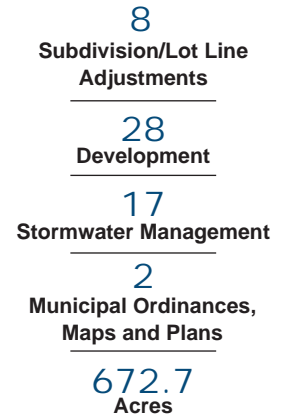 8
Subdivision/Lot Line
Adjustments
28
Development
17
Stormwater Management
2
Municipal Ordinances,
Maps and Plans
672.7
Acres